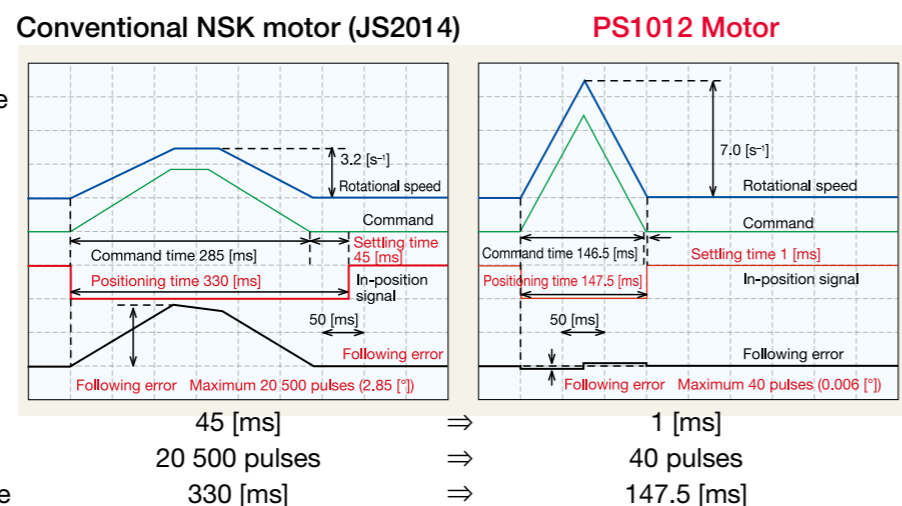 Conventional NSK motor (JS2014)
PS1012 Motor
e
3.2 [s⁻¹]
Rotational speed
Command
Command time 285 [ms]
Settling time
45 [ms]
Positioning time 330 [ms]
In-position
signal
50 [ms]
Following error
Following error Maximum 20 500 pulses (2.85 [°])
7.0 [s⁻¹]
Rotational speed
Command
Command time 146.5 [ms]
Settling time 1 [ms]
Positioning time 147.5 [ms]
In-position signal
50 [ms]
Following error
Following error Maximum 40 pulses (0.006 [°])
45 [ms] ⇒ 1 [ms]
20 500 pulses ⇒ 40 pulses
e 330 [ms] ⇒ 147.5 [ms]